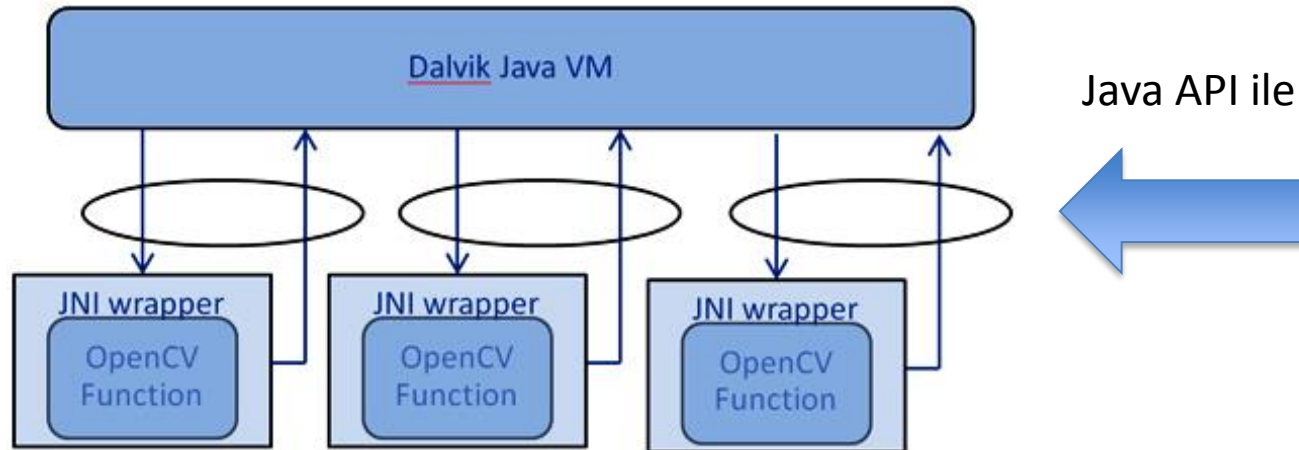 Dalvik Java VM
Java API ile
JNI wrapper
OpenCV
Function
JNI wrapper
OpenCV
Function
JNI wrapper
OpenCV
Function